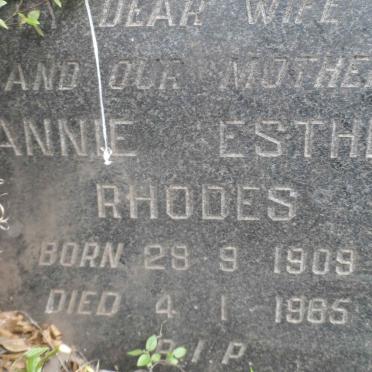 DEAR WIFE
AND OUR MOTHER
ANNIE ESTHE
RHODES
BORN 28 9 1909
DIED 4 1 1985
R I P